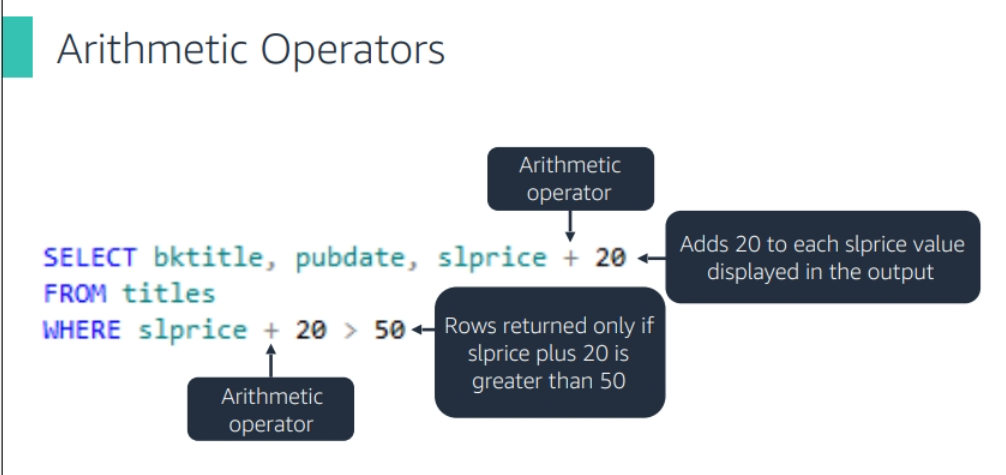 Arithmetic Operators
Arithmetic
operator
SELECT bktitle, pubdate, slprice + 20
Adds 20 to each slprice value
displayed in the output
FROM titles
WHERE slprice + 20 > 50
Rows returned only if
slprice plus 20 is
greater than 50
Arithmetic
operator